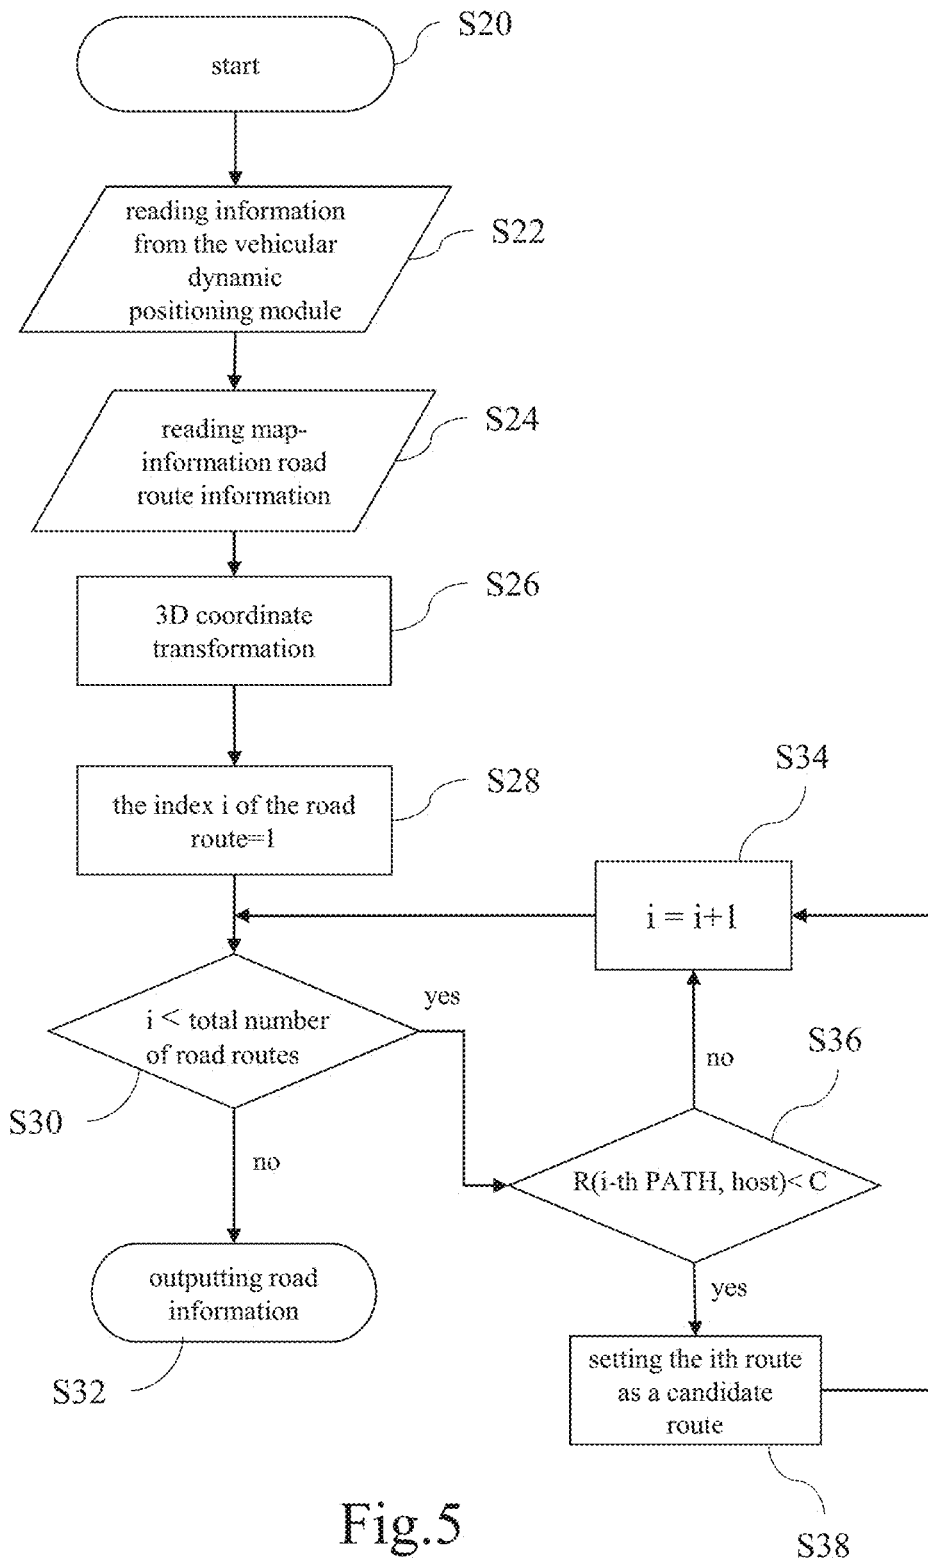 S20
start
reading information
from the vehicular
dynamic
positioning module
S22
reading map-
information road
route information
S24
3D coordinate
transformation
S26
the index i of the road
route=1
S28
S34
i = i+1
i < total number
of road routes
yes
S30
no
S36
no
R(i-th PATH, host)< C
yes
outputting road
information
S32
setting the ith route
as a candidate
route
S38
Fig.5